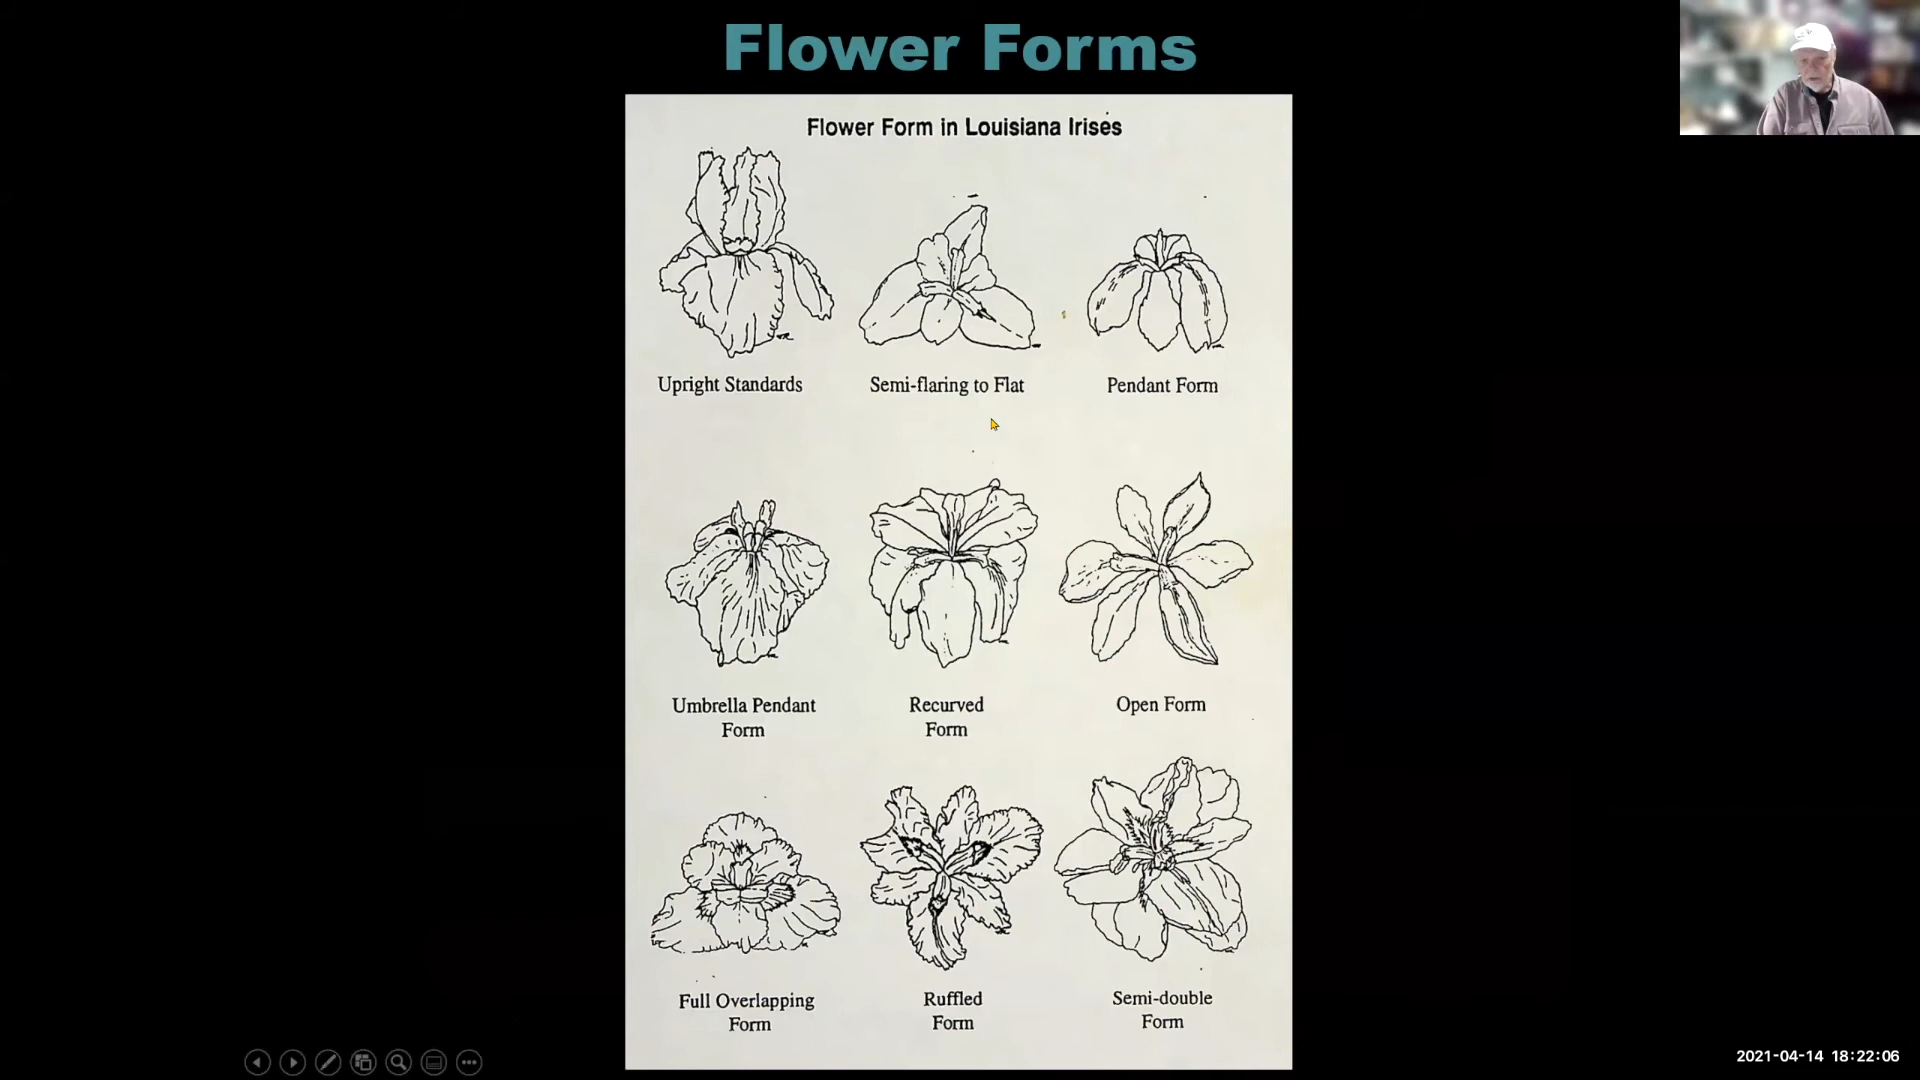 Flower Forms
Flower Form in Louisiana Irises
Upright Standards
Semi-flaring to Flat
Pendant Form
Umbrella Pendant
Form
Recurved
Form
Open Form
Full Overlapping
Form
Ruffled
Form
Semi-double
Form
2021-04-14 18:22:06